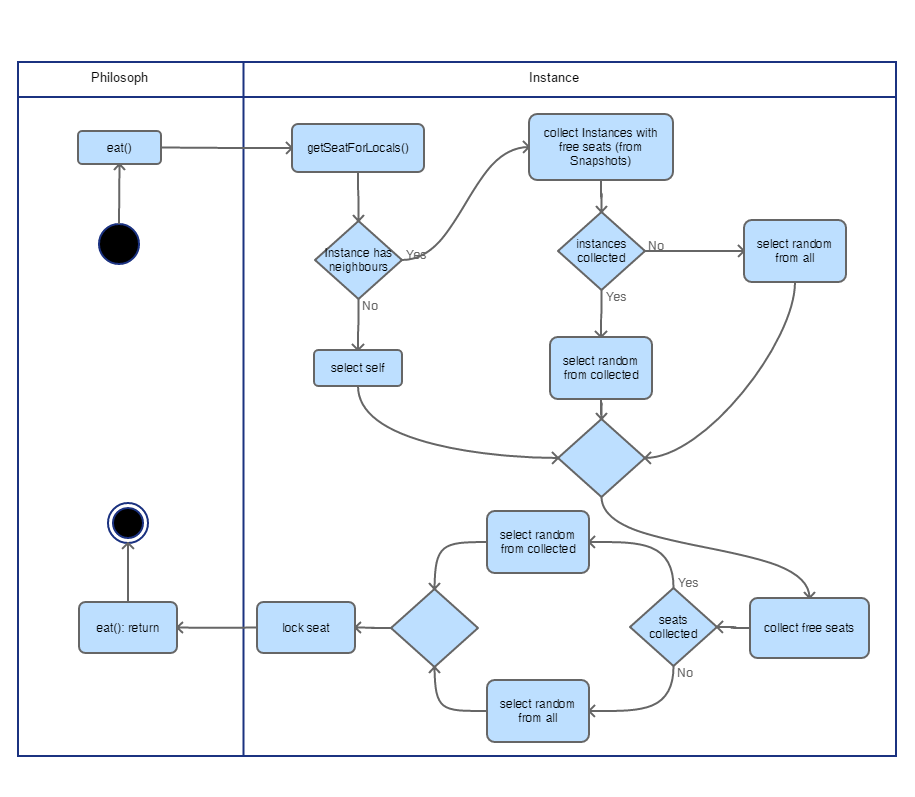 Philosoph
Instance
eat()
getSeatForLocals()
collect Instances with
free seats (from
Snapshots)
Instance has
neighbours
Yes
No
instances
collected
No
Yes
select random
from all
select self
select random
from collected
select random
from collected
Yes
seats
collected
No
collect free seats
lock seat
eat(): return
select random
from all